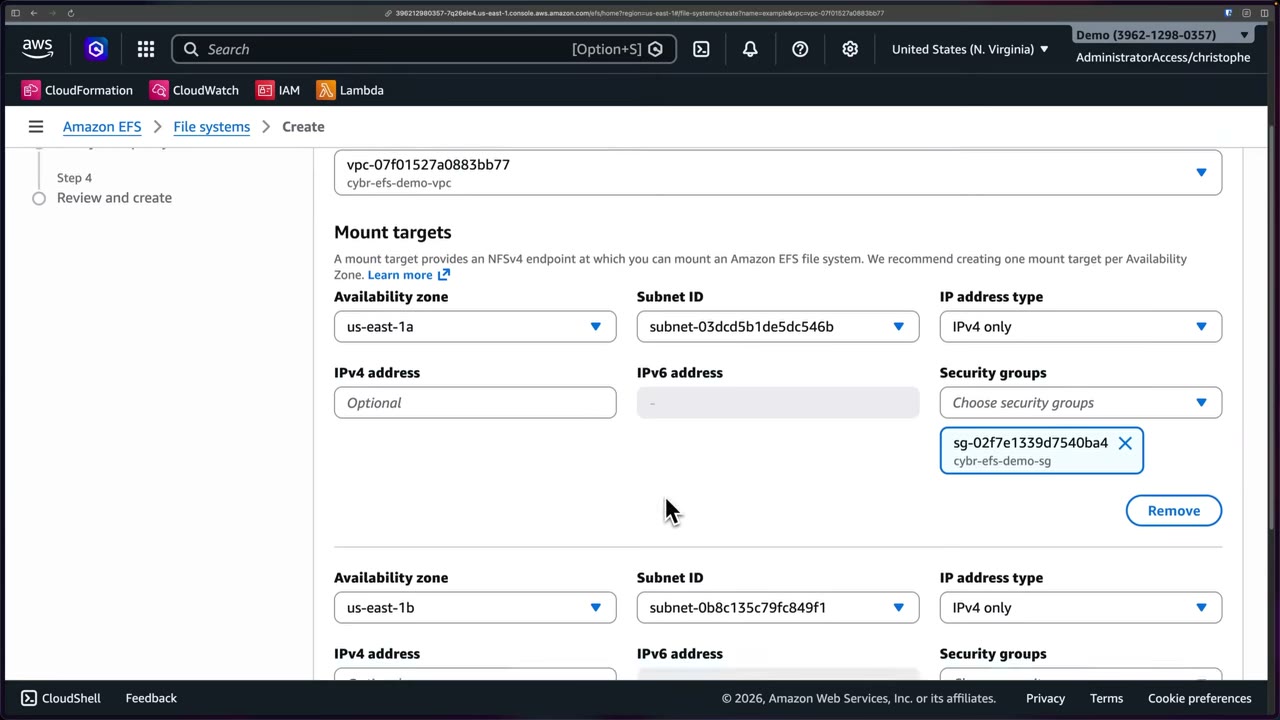 396212980357-7q26ele4.us-east-1.console.aws.amazon.com/efs/home?region=us-east-1#/file-systems/create?name=example&vpc=vpc-07f01527a0883bb77
aws
Search
[Option+S]
United States (N. Virginia)
Demo (3962-1298-0357)
AdministratorAccess/christophe
CloudFormation
CloudWatch
IAM
Lambda
Amazon EFS
File systems
Create
Step 4
Review and create
vpc-07f01527a0883bb77
cybr-efs-demo-vpc
Mount targets
A mount target provides an NFSv4 endpoint at which you can mount an Amazon EFS file system. We recommend creating one mount target per Availability
Zone. Learn more
Availability zone
Subnet ID
IP address type
us-east-1a
subnet-03dcd5b1de5dc546b
IPv4 only
IPv4 address
IPv6 address
Security groups
Optional
-
Choose security groups
sg-02f7e1339d7540ba4
cybr-efs-demo-sg
Remove
Availability zone
Subnet ID
IP address type
us-east-1b
subnet-0b8c135c79fc849f1
IPv4 only
IPv4 address
IPv6 address
Security groups
CloudShell
Feedback
© 2026, Amazon Web Services, Inc. or its affiliates.
Privacy
Terms
Cookie preferences